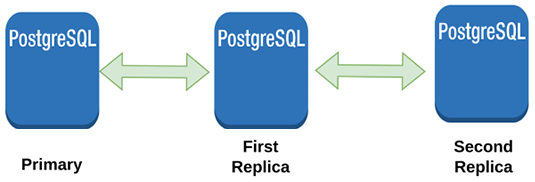 PostgreSQL
PostgreSQL
PostgreSQL
Primary
First
Replica
Second
Replica